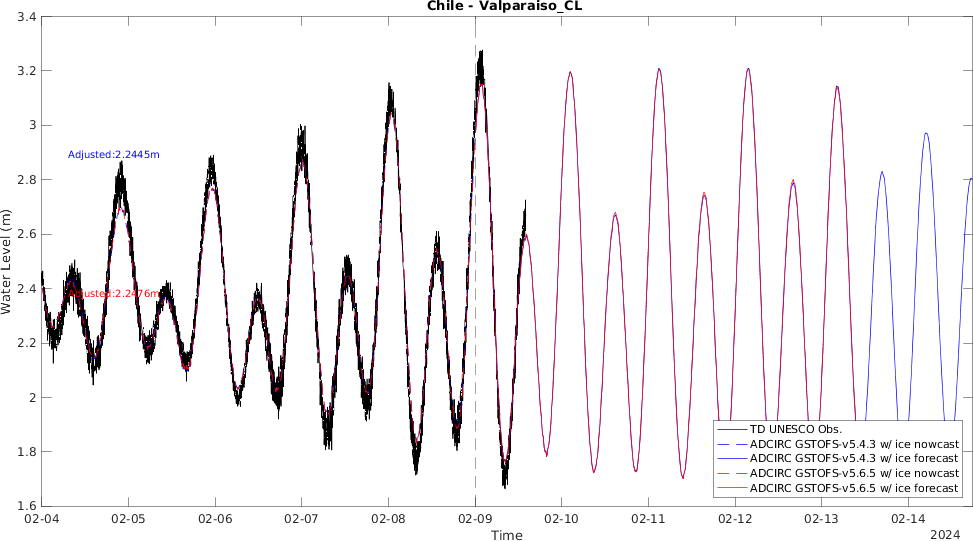 Chile - Valparaiso_CL
3.4
3.2
3
2.8
2.6
2.4
2.2
2
1.8
1.6
Water Level (m)
Adjusted:2.2445m
Adjusted:2.2476m
TD UNESCO Obs.
ADCIRC GSTOFS-v5.4.3 w/ ice nowcast
ADCIRC GSTOFS-v5.4.3 w/ ice forecast
ADCIRC GSTOFS-v5.6.5 w/ ice nowcast
ADCIRC GSTOFS-v5.6.5 w/ ice forecast
02-04 02-05 02-06 02-07 02-08 02-09 02-10 02-11 02-12 02-13 02-14
Time
2024